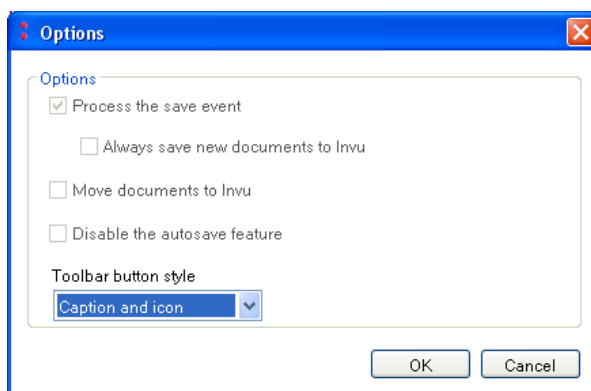 Options
Options
Process the save event
Always save new documents to Invu
Move documents to Invu
Disable the autosave feature
Toolbar button style
Caption and icon
OK Cancel